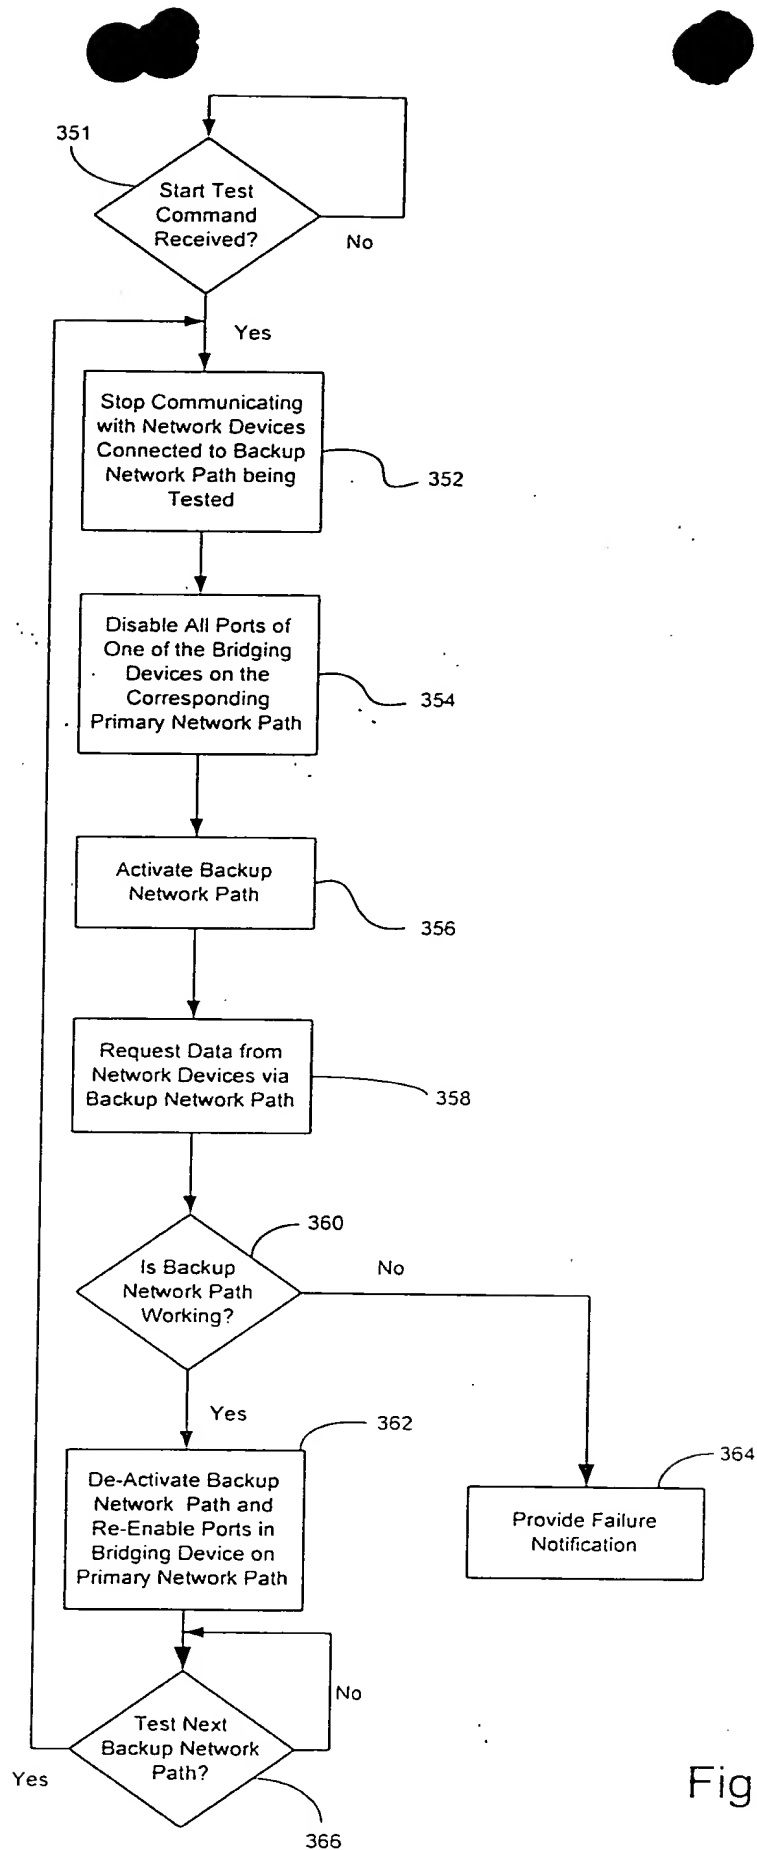 351
Start Test
Command
Received?
No
Yes
Stop Communicating
with Network Devices
Connected to Backup
Network Path being
Tested
352
Disable All Ports of
One of the Bridging
Devices on the
Corresponding
Primary Network Path
354
Activate Backup
Network Path
356
Request Data from
Network Devices via
Backup Network Path
358
360
Is Backup
Network Path
Working?
No
Yes
362
De-Activate Backup
Network Path and
Re-Enable Ports in
Bridging Device on
Primary Network Path
364
Provide Failure
Notification
No
Test Next
Backup Network
Path?
Yes
366
Fig